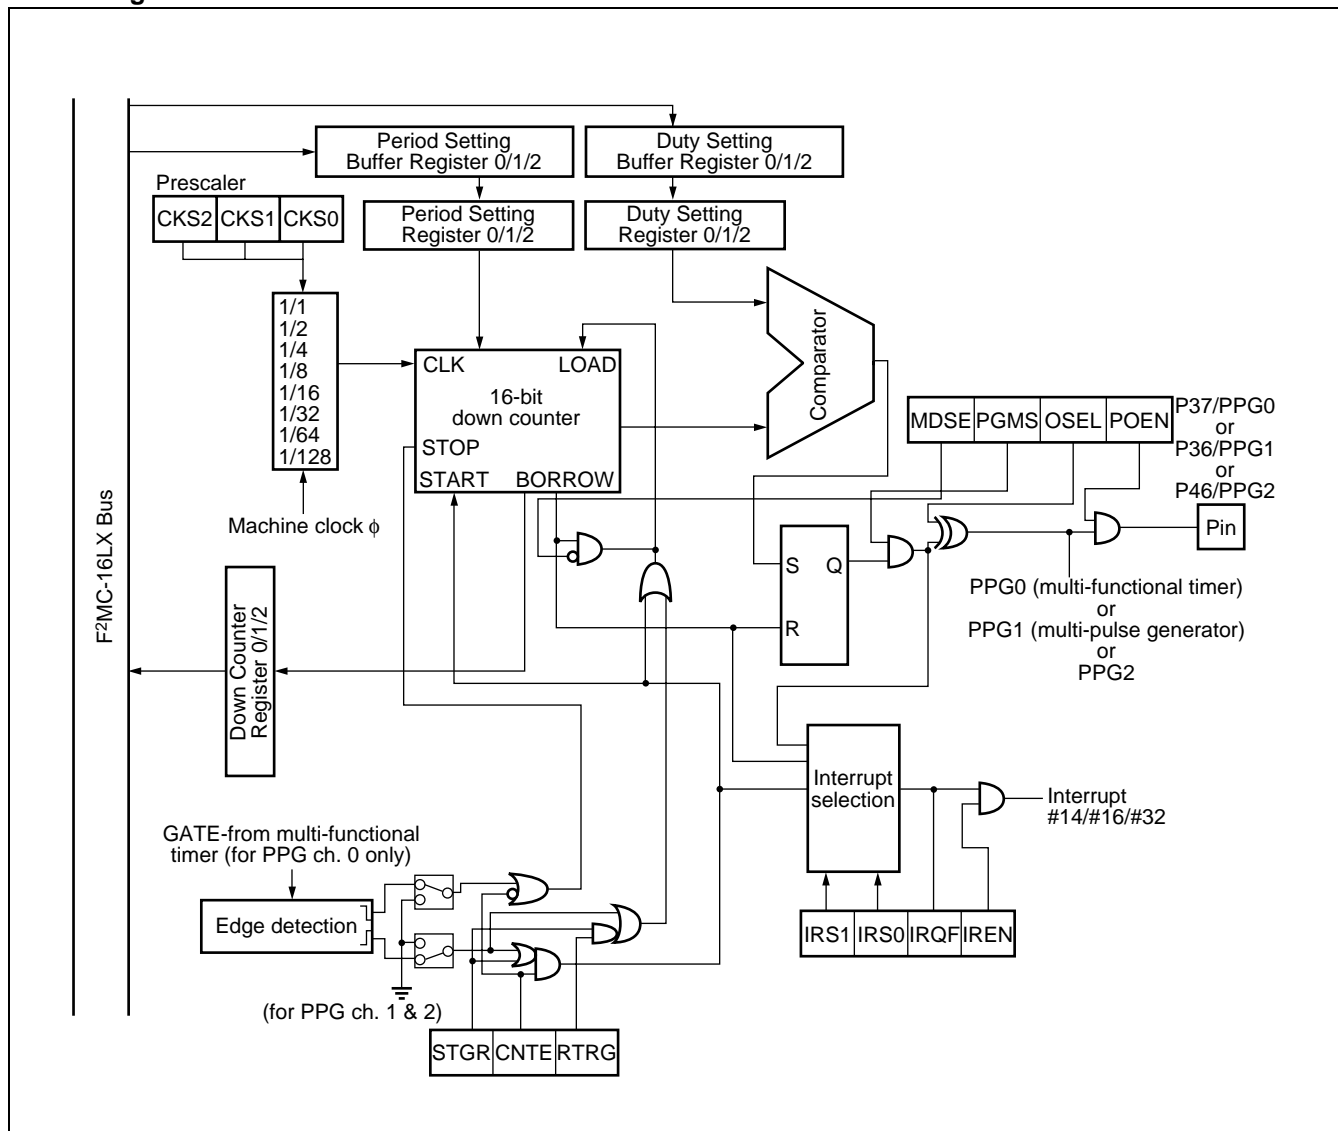 Period Setting
Buffer Register 0/1/2
Duty Setting
Buffer Register 0/1/2
Prescaler
CKS2 CKS1 CKS0
Period Setting
Register 0/1/2
Duty Setting
Register 0/1/2
1/1
1/2
1/4
1/8
1/16
1/32
1/64
1/128
CLK LOAD
16-bit
down counter
STOP
START BORROW
Comparator
MDSE PGMS OSEL POEN
P37/PPG0
or
P36/PPG1
or
P46/PPG2
Machine clock ϕ
Pin
S Q
R
PPG0 (multi-functional timer)
or
PPG1 (multi-pulse generator)
or
PPG2
F²MC-16LX Bus
Down Counter
Register 0/1/2
Interrupt
selection
Interrupt
#14/#16/#32
GATE-from multi-functional
timer (for PPG ch. 0 only)
Edge detection
IRS1 IRS0 IRQF IREN
(for PPG ch. 1 & 2)
STGR CNTE RTRG